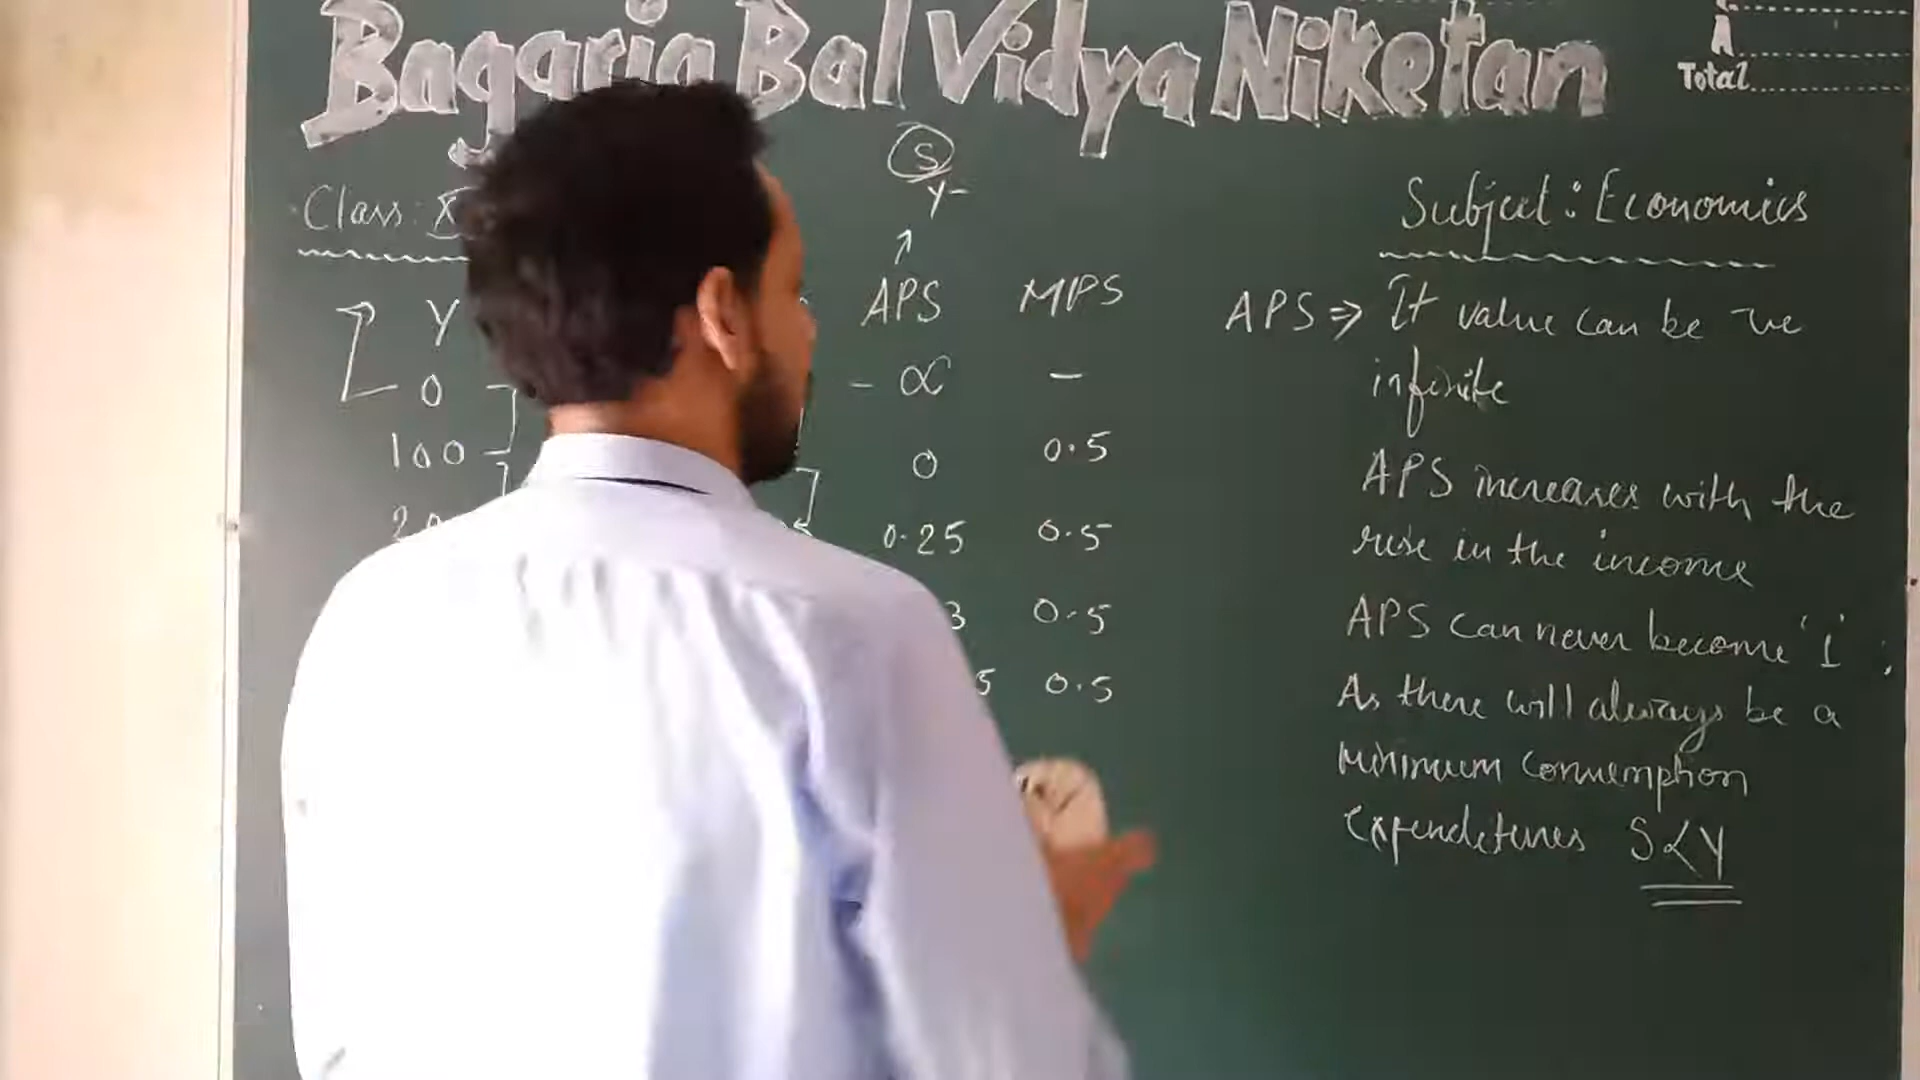 Bagaria Bal Vidya Niketan
A
Total
Class: X
Subject: Economics
S
Y
Y APS MPS
0 - ∝ -
100 0 0.5
0.25 0.5
3 0.5
5 0.5
APS ⇒ It value can be -ve
infinite
APS increases with the
rise in the income
APS can never become '1',
As there will always be a
minimum consumption
expenditures S<Y